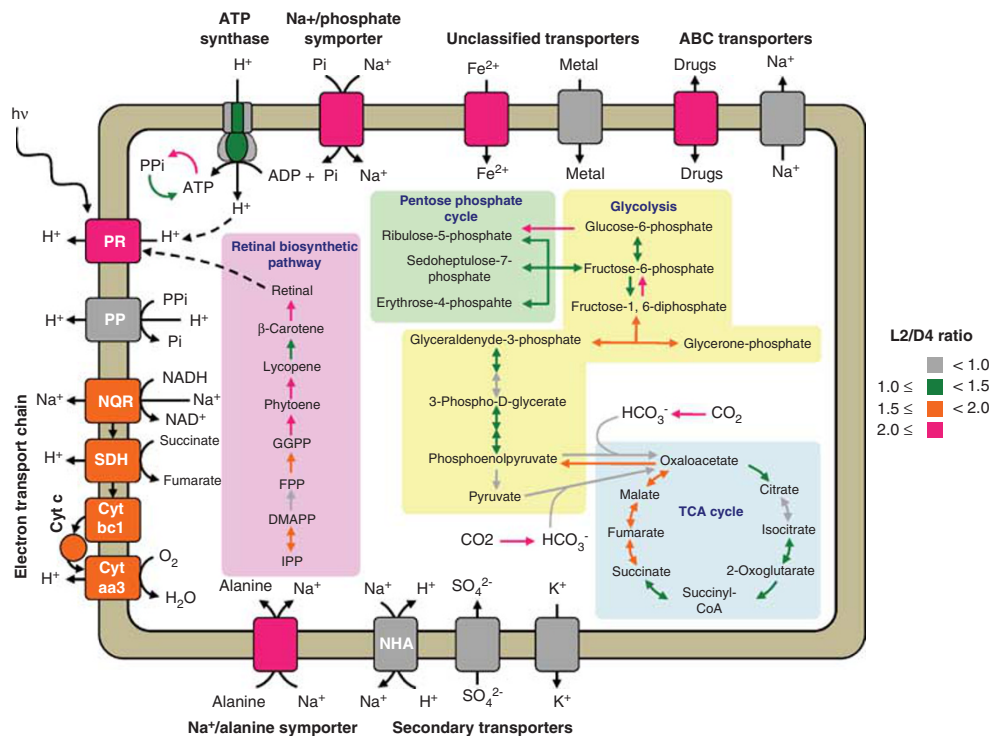 ATP
synthase
Na+/phosphate
symporter
Unclassified transporters
ABC transporters
H⁺
Pi
Na⁺
Fe²⁺
Metal
Drugs
Na⁺
hν
PPi
ATP
ADP +
Pi
Na⁺
Fe²⁺
Metal
Drugs
Na⁺
H⁺
H⁺
PR
H⁺
PPi
H⁺
PP
H⁺
Pi
NADH
Na⁺
NQR
Na⁺
NAD⁺
Succinate
H⁺
SDH
Fumarate
Electron transport chain
Cyt c
Cyt
bc1
Cyt
aa3
O₂
H⁺
H₂O
Retinal biosynthetic
pathway
Retinal
β-Carotene
Lycopene
Phytoene
GGPP
FPP
DMAPP
IPP
Pentose phosphate
cycle
Ribulose-5-phosphate
Sedoheptulose-7-
phosphate
Erythrose-4-phospahte
Glycolysis
Glucose-6-phosphate
Fructose-6-phosphate
Fructose-1, 6-diphosphate
Glyceraldenyde-3-phosphate
Glycerone-phosphate
3-Phospho-D-glycerate
Phosphoenolpyruvate
Pyruvate
HCO₃⁻
CO₂
CO2
HCO₃⁻
Oxaloacetate
Malate
Citrate
TCA cycle
Fumarate
Isocitrate
Succinate
2-Oxoglutarate
Succinyl-
CoA
L2/D4 ratio
< 1.0
1.0 ≤
< 1.5
1.5 ≤
< 2.0
2.0 ≤
Alanine
Na⁺
Na⁺
H⁺
SO₄²⁻
K⁺
NHA
Alanine
Na⁺
Na⁺
H⁺
SO₄²⁻
K⁺
Na⁺/alanine symporter
Secondary transporters